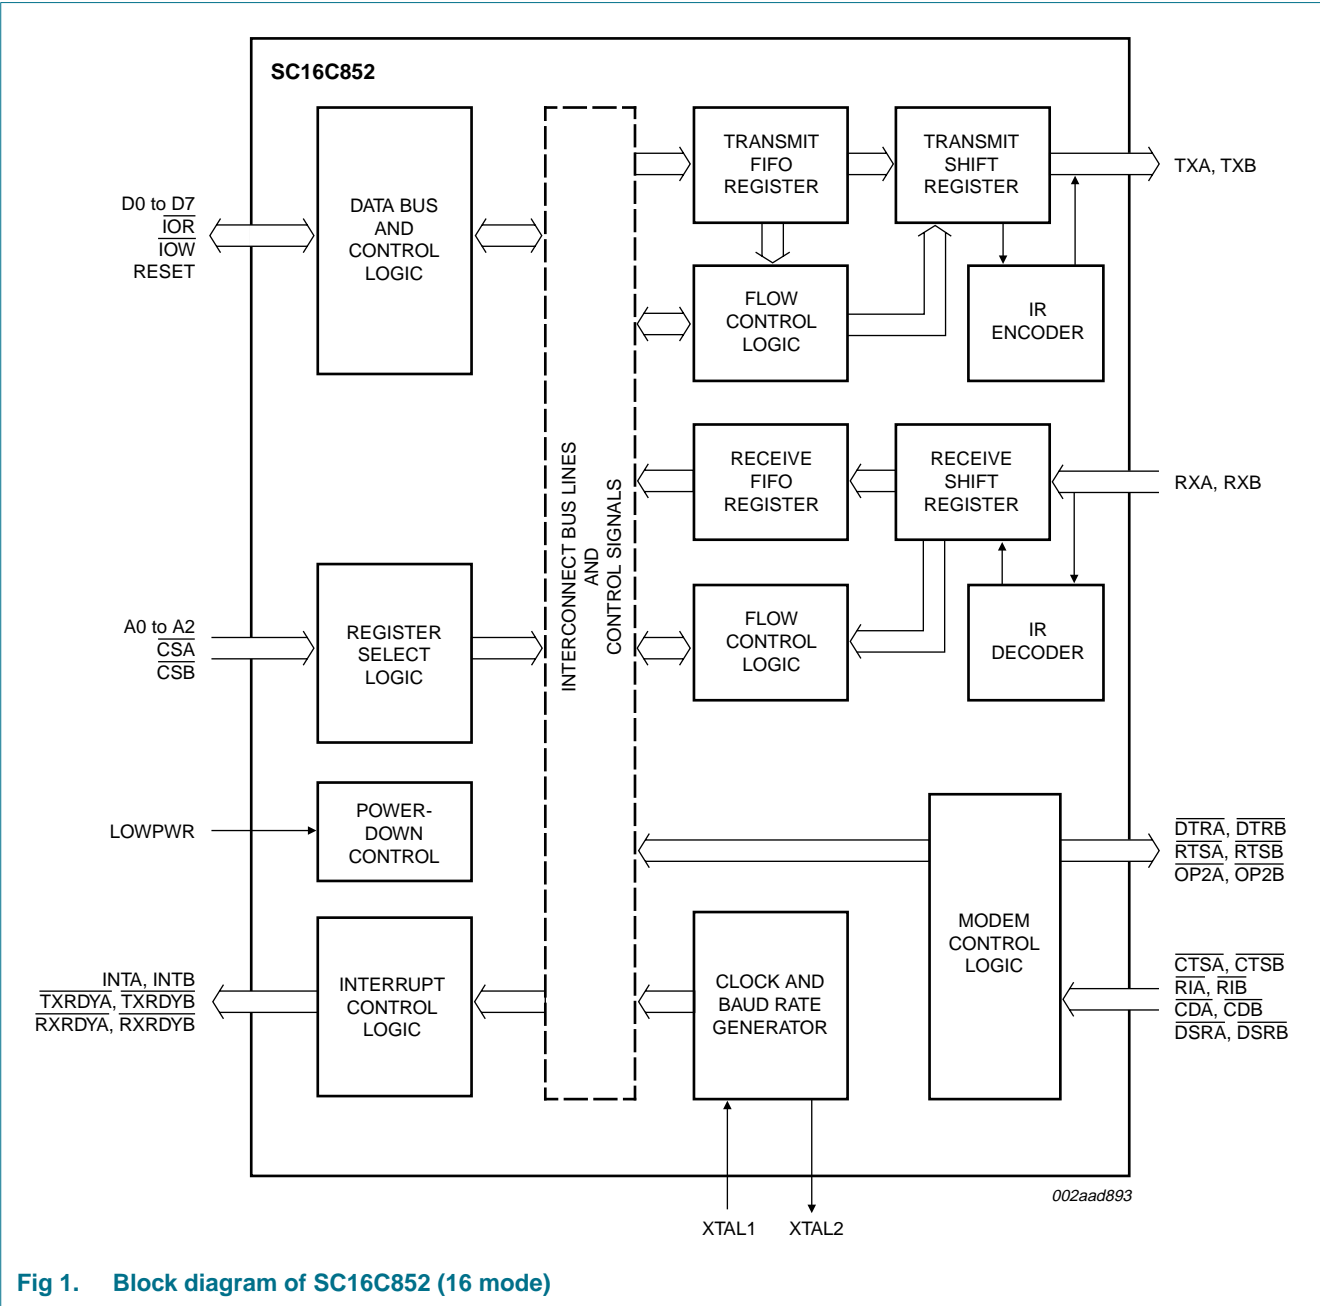 SC16C852
D0 to D7
IOR
IOW
RESET
DATA BUS
AND
CONTROL
LOGIC
TRANSMIT
FIFO
REGISTER
TRANSMIT
SHIFT
REGISTER
TXA, TXB
FLOW
CONTROL
LOGIC
IR
ENCODER
INTERCONNECT BUS LINES
AND
CONTROL SIGNALS
RECEIVE
FIFO
REGISTER
RECEIVE
SHIFT
REGISTER
RXA, RXB
A0 to A2
CSA
CSB
REGISTER
SELECT
LOGIC
FLOW
CONTROL
LOGIC
IR
DECODER
LOWPWR
POWER-
DOWN
CONTROL
DTRA, DTRB
RTSA, RTSB
OP2A, OP2B
MODEM
CONTROL
LOGIC
INTA, INTB
TXRDYA, TXRDYB
RXRDYA, RXRDYB
INTERRUPT
CONTROL
LOGIC
CLOCK AND
BAUD RATE
GENERATOR
CTSA, CTSB
RIA, RIB
CDA, CDB
DSRA, DSRB
002aad893
XTAL1
XTAL2
Fig 1. Block diagram of SC16C852 (16 mode)